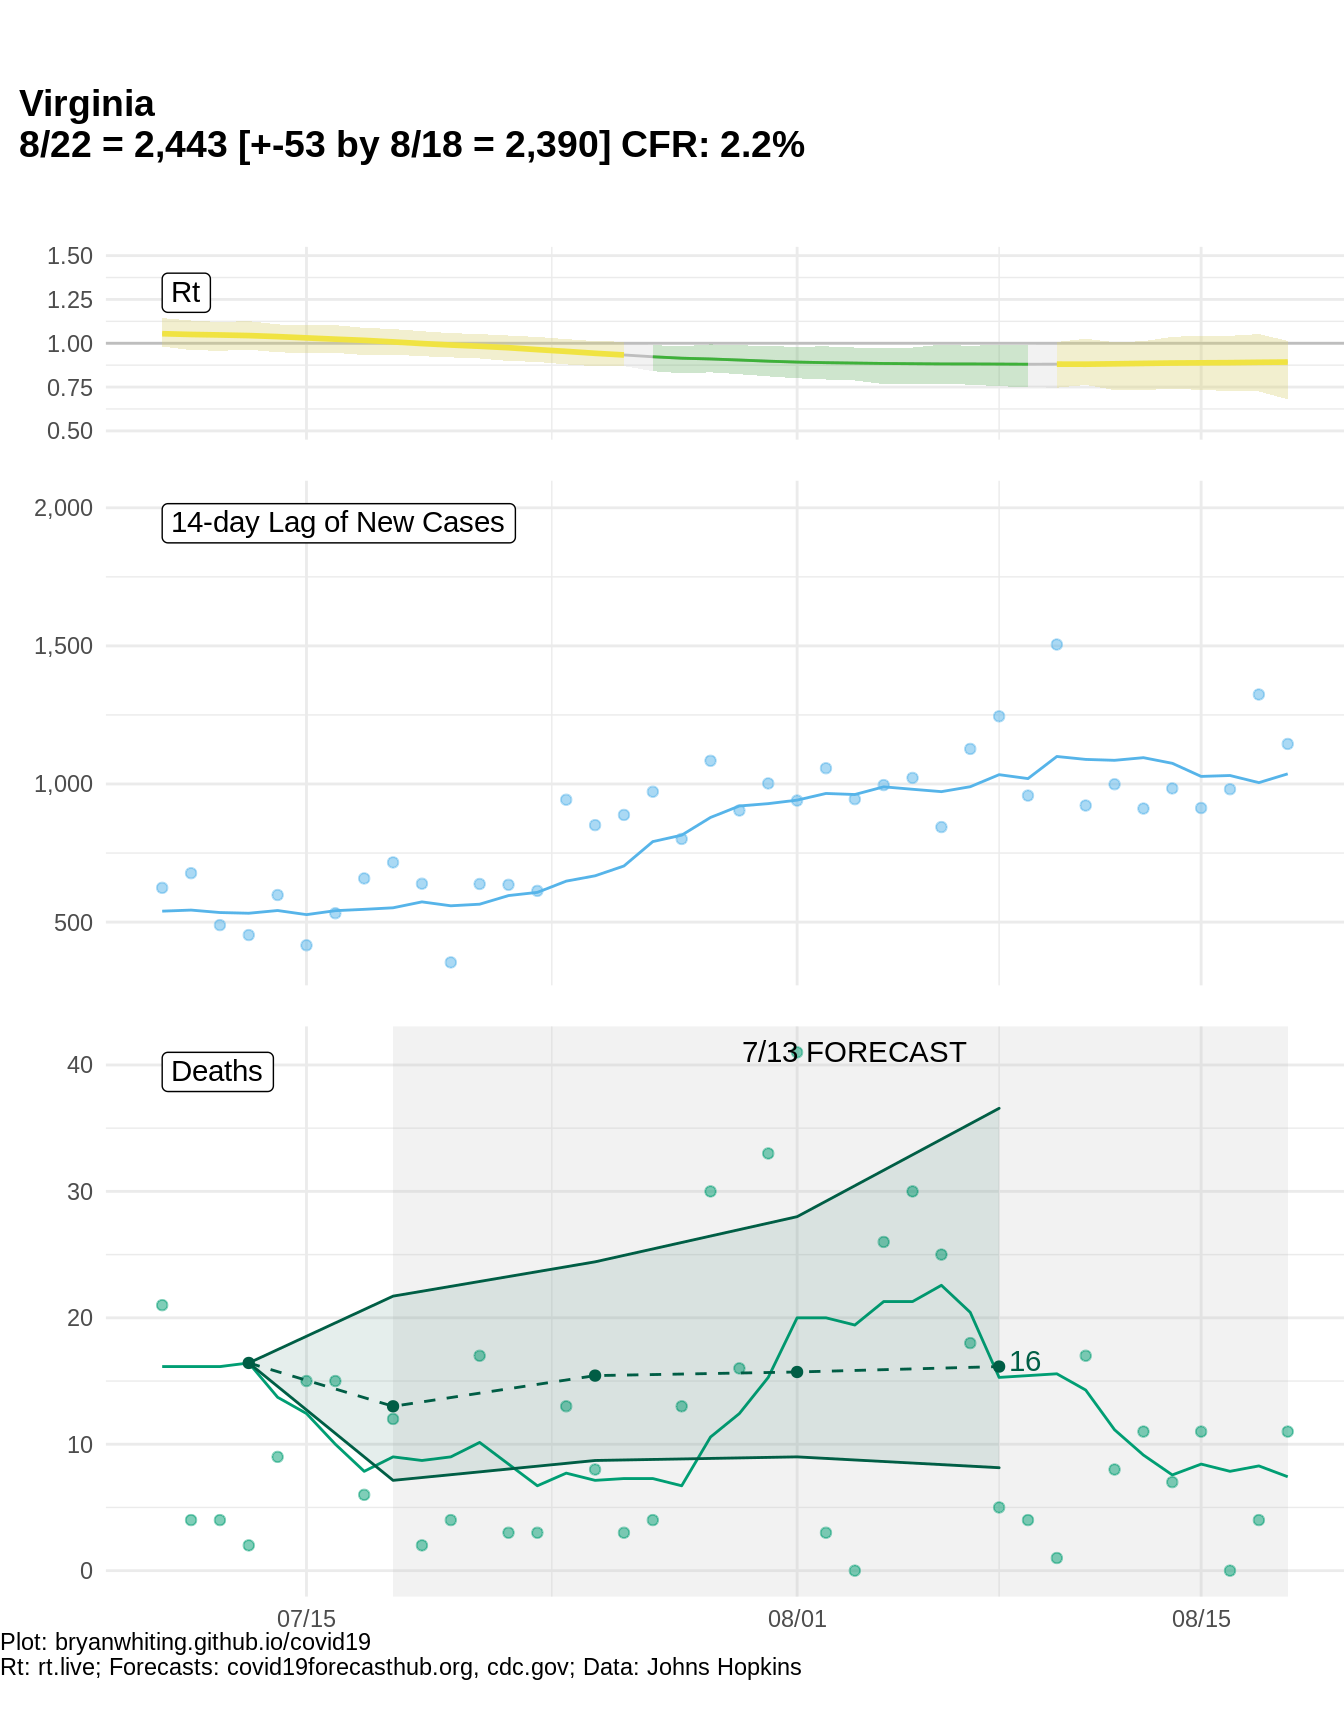 Virginia
8/22 = 2,443 [+-53 by 8/18 = 2,390] CFR: 2.2%
1.50
Rt
1.25
1.00
0.75
0.50
2,000
14-day Lag of New Cases
1,500
1,000
500
7/13 FORECAST
40
Deaths
30
20
16
10
0
07/15 08/01 08/15
Plot: bryanwhiting.github.io/covid19
Rt: rt.live; Forecasts: covid19forecasthub.org, cdc.gov; Data: Johns Hopkins